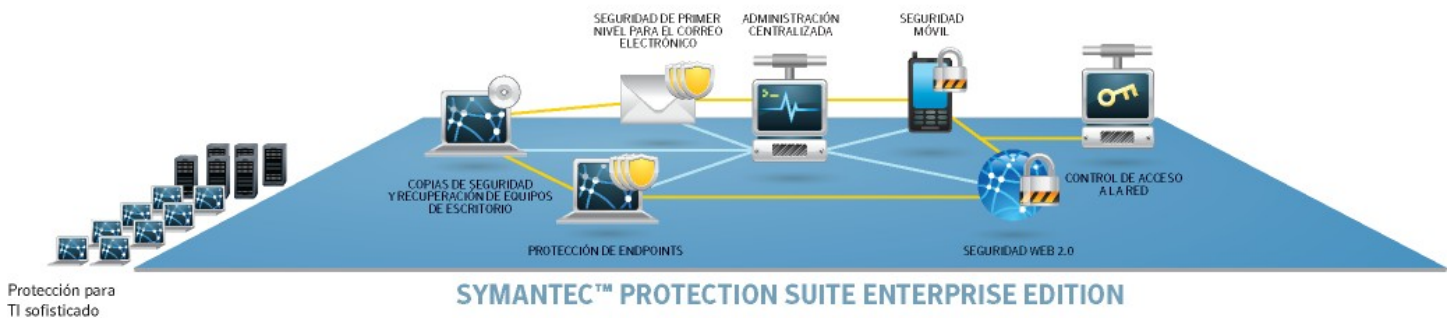 SEGURIDAD DE PRIMER
NIVEL PARA EL CORREO
ELECTRÓNICO
ADMINISTRACIÓN
CENTRALIZADA
SEGURIDAD
MÓVIL
COPIAS DE SEGURIDAD
Y RECUPERACIÓN DE EQUIPOS
DE ESCRITORIO
CONTROL DE ACCESO
A LA RED
PROTECCIÓN DE ENDPOINTS
SEGURIDAD WEB 2.0
Protección para
TI sofisticado
SYMANTEC™ PROTECTION SUITE ENTERPRISE EDITION